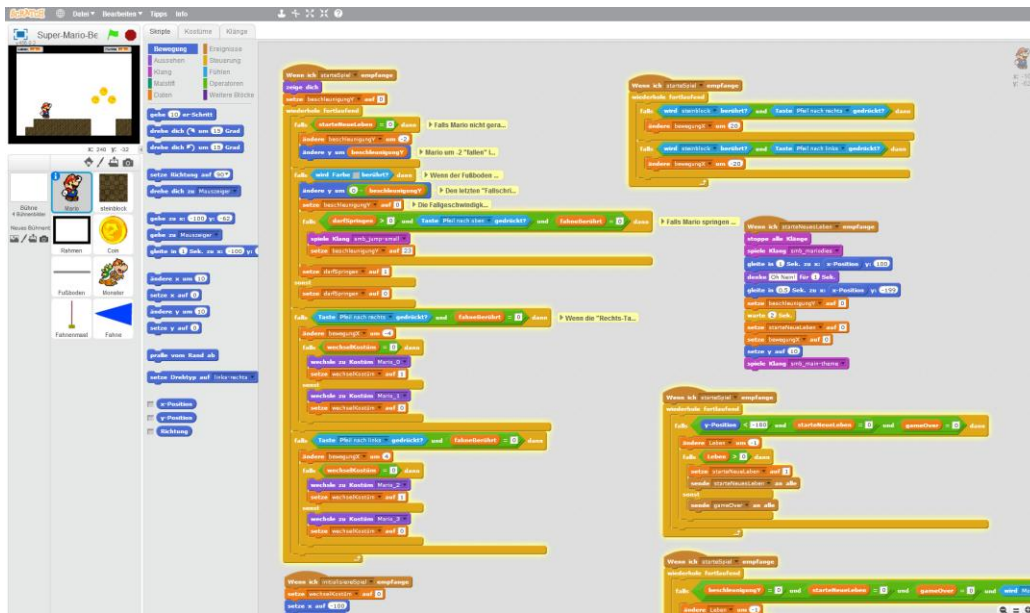 SCRATCH
Datei▼ Bearbeiten▼ Tipps Info
Super-Mario-Be
Skripte Kostüme Klänge
Bewegung Ereignisse
Aussehen Steuerung
Klang Fühlen
Malstift Operatoren
Daten Weitere Blöcke
gehe 10 er-Schritt
drehe dich um 15 Grad
drehe dich um 15 Grad
setze Richtung auf 90▼
drehe dich zu Mauszeiger
gehe zu x: -100 y: -62
gehe zu Mauszeiger
gleite in 1 Sek. zu x: -100 y:
ändere x um 10
setze x auf 0
ändere y um 10
setze y auf 0
pralle vom Rand ab
setze Drehtyp auf links-rechts
x-Position
y-Position
Richtung
x: 240 y: -32
Bühne
4 Bühnenbilder
Neues Bühnenbil
Mario
steinblock
Rahmen
Coin
Fußboden
Monster
Fahnenmast
Fahne
Wenn ich starteSpiel empfange
zeige dich
setze beschleunigungY auf 0
wiederhole fortlaufend
falls starteNeuesLeben = 0 dann
Falls Mario nicht gera...
ändere beschleunigungY um -2
ändere y um beschleunigungY
Mario um -2 "fallen" l...
falls wird Farbe berührt? dann
Wenn der Fußboden ...
ändere y um 0 - beschleunigungY
Den letzten "Fallschri...
setze beschleunigungY auf 0
Die Fallgeschwindigk...
falls darfSpringen > 0 und Taste Pfeil nach oben gedrückt? und fahneBerührt = 0 dann
Falls Mario springen ...
spiele Klang smb_jump-small
setze beschleunigungY auf 22
setze darfSpringen auf 1
sonst
setze darfSpringen auf 0
falls Taste Pfeil nach rechts gedrückt? und fahneBerührt = 0 dann
Wenn die "Rechts-Ta...
ändere bewegungX um -4
falls wechselKostüm = 0 dann
wechsle zu Kostüm Mario_0
setze wechselKostüm auf 1
sonst
wechsle zu Kostüm Mario_1
setze wechselKostüm auf 0
falls Taste Pfeil nach links gedrückt? und fahneBerührt = 0 dann
ändere bewegungX um 4
falls wechselKostüm = 0 dann
wechsle zu Kostüm Mario_2
setze wechselKostüm auf 1
sonst
wechsle zu Kostüm Mario_3
setze wechselKostüm auf 0
Wenn ich initialisiereSpiel empfange
setze wechselKostüm auf 0
setze x auf -100
Wenn ich starteSpiel empfange
wiederhole fortlaufend
falls wird steinblock berührt? und Taste Pfeil nach rechts gedrückt? dann
ändere bewegungX um 20
falls wird steinblock berührt? und Taste Pfeil nach links gedrückt? dann
ändere bewegungX um -20
Wenn ich starteNeuesLeben empfange
stoppe alle Klänge
spiele Klang smb_mariodie
gleite in 1 Sek. zu x: x-Position y: 100
denke Oh Nein! für 1 Sek.
gleite in 0.5 Sek. zu x: x-Position y: -199
setze beschleunigungY auf 0
warte 2 Sek.
setze starteNeuesLeben auf 0
setze bewegungX auf 0
setze y auf 10
spiele Klang smb_main-theme
Wenn ich starteSpiel empfange
wiederhole fortlaufend
falls y-Position < -180 und starteNeuesLeben = 0 und gameOver = 0 dann
ändere Leben um -1
falls Leben > 0 dann
setze starteNeuesLeben auf 1
sende starteNeuesLeben an alle
sonst
sende gameOver an alle
Wenn ich starteSpiel empfange
wiederhole fortlaufend
falls beschleunigungY = 0 und starteNeuesLeben = 0 und gameOver = 0 und wird
ändere Leben um -1